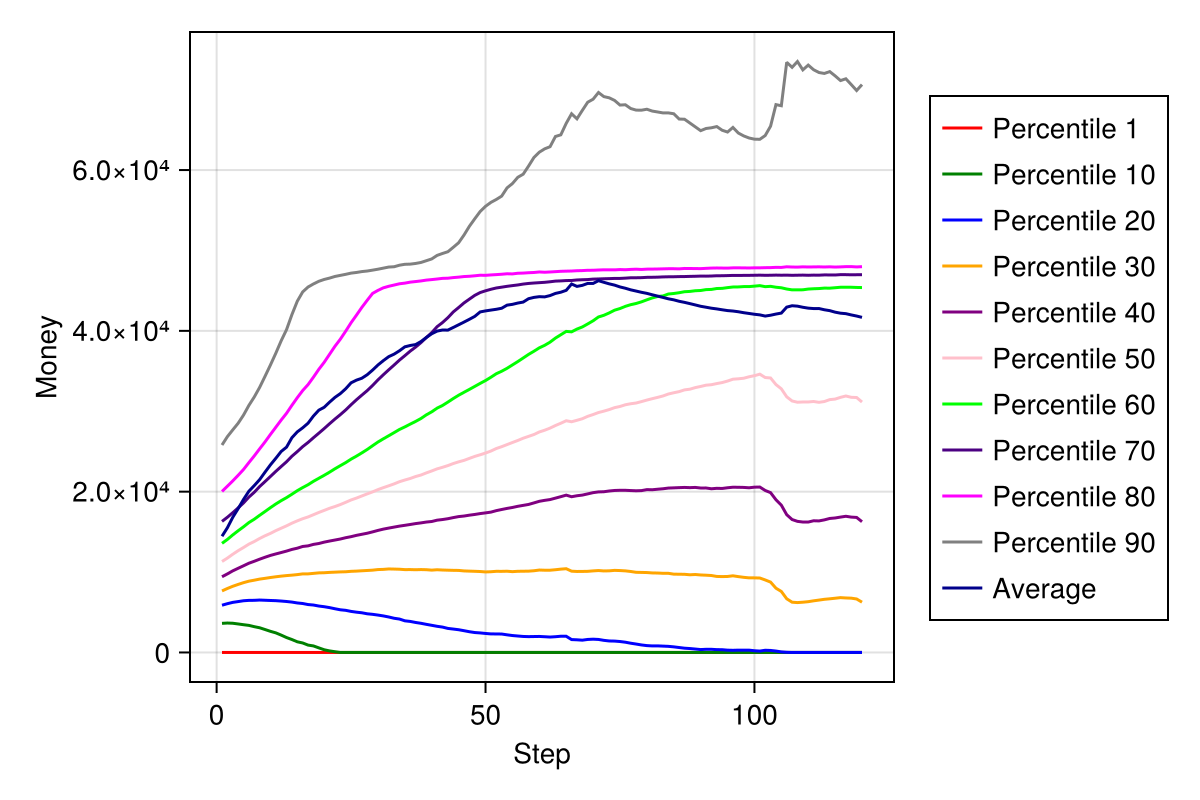 6.0×10⁴
4.0×10⁴
2.0×10⁴
0
Money
0 50 100
Step
Percentile 1
Percentile 10
Percentile 20
Percentile 30
Percentile 40
Percentile 50
Percentile 60
Percentile 70
Percentile 80
Percentile 90
Average